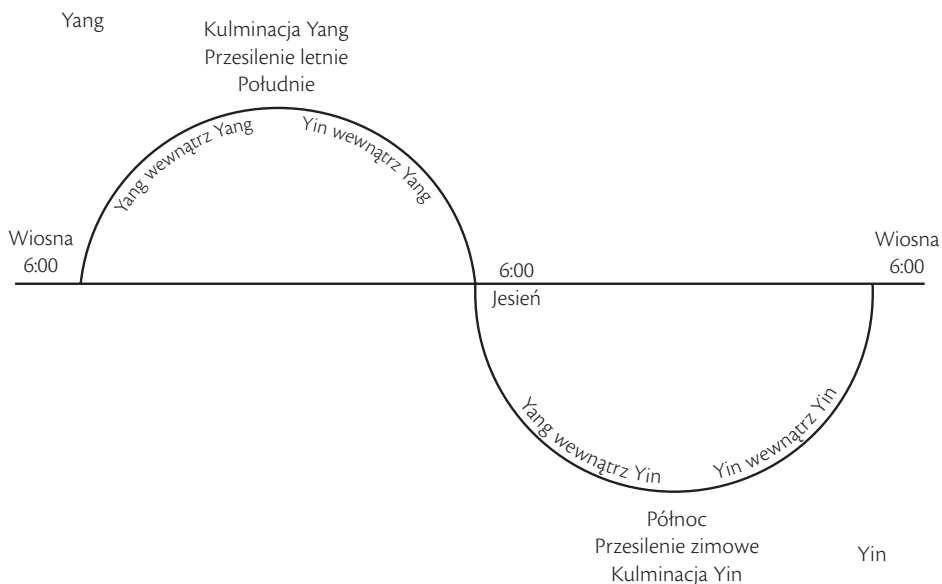 Yang
Kulminacja Yang
Przesilenie letnie
Południe
Yang wewnątrz Yang
Yin wewnątrz Yang
Wiosna
6:00
6:00
Jesień
Wiosna
6:00
Yang wewnątrz Yin
Yin wewnątrz Yin
Północ
Przesilenie zimowe
Kulminacja Yin
Yin